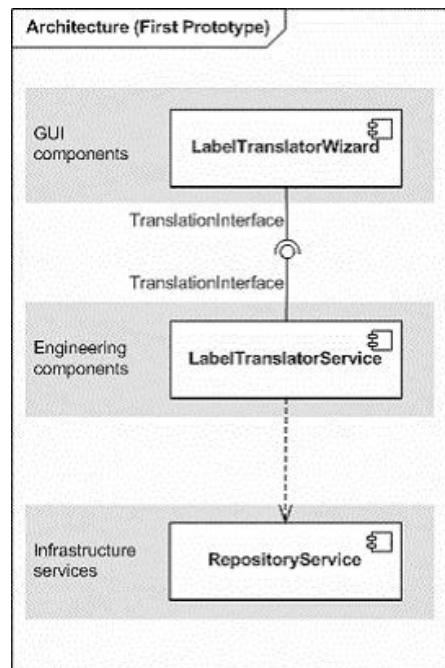 Architecture (First Prototype)
GUI
components
LabelTranslatorWizard
TranslationInterface
TranslationInterface
Engineering
components
LabelTranslatorService
Infrastructure
services
RepositoryService